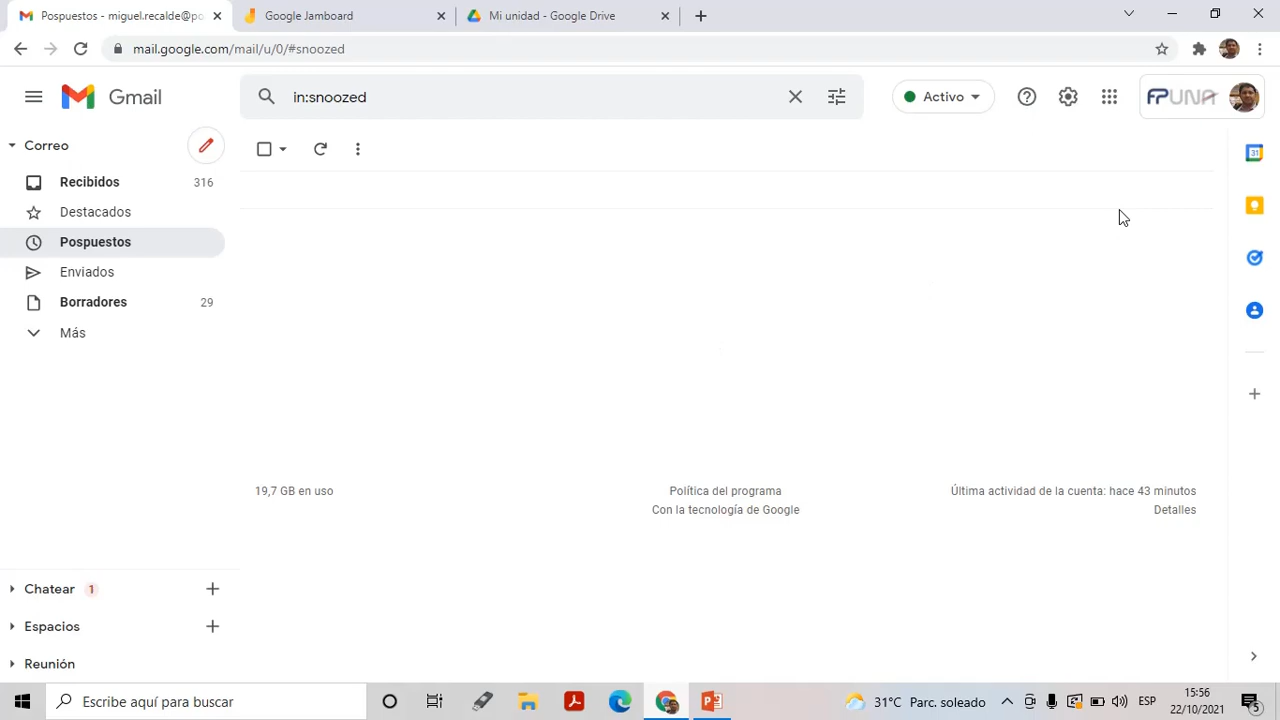 Pospuestos - miguel.recalde@po
Google Jamboard
Mi unidad - Google Drive
mail.google.com/mail/u/0/#snoozed
Gmail
in:snoozed
Activo
FPUNA
Correo
Recibidos 316
Destacados
Pospuestos
Enviados
Borradores 29
Más
31
19,7 GB en uso
Política del programa
Con la tecnología de Google
Última actividad de la cuenta: hace 43 minutos
Detalles
Chatear 1
Espacios
Reunión
Escribe aquí para buscar
31°C Parc. soleado
ESP
15:56
22/10/2021
5